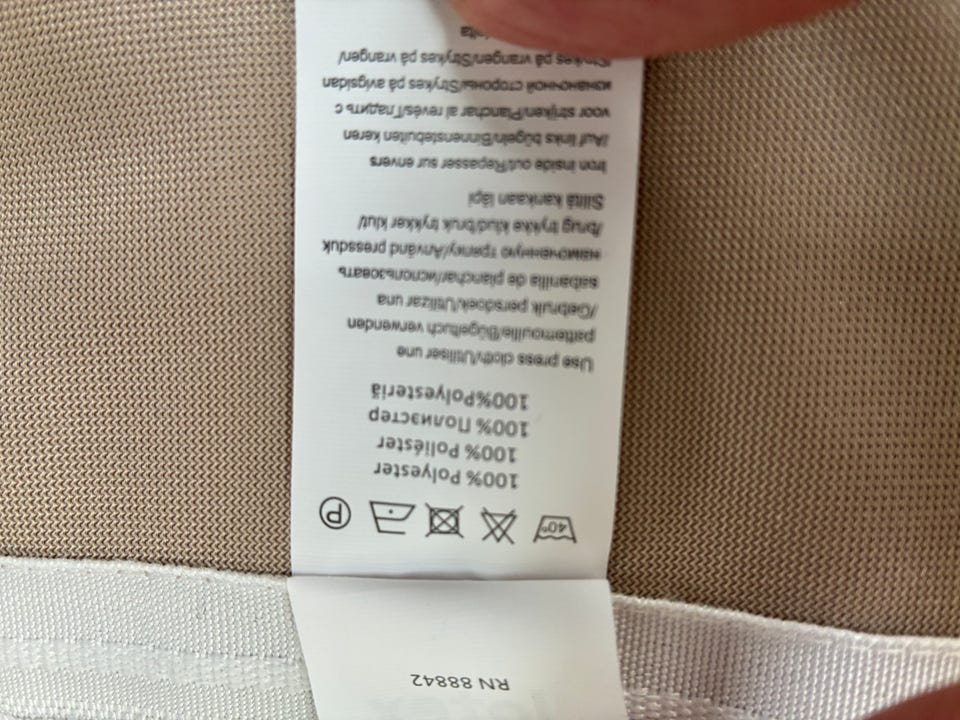 RN 88842
40° P
100% Polyester
100% Poliéster
100% Полиэстер
100%Polyesteriä
Use press cloth/Utiliser une
pattemouille/Bügeltuch verwenden
/Gebruik persdoek/Utilizar una
sabanilla de planchar/использовать
намоченную тряпку/Använd pressduk
/brug trykke klud/bruk trykker klut/
Silitä kankaan läpi
Iron inside out/Repasser sur envers
/Auf links bügeln/Binnenstebuiten keren
voor strijken/Planchar al revés/Гладить с
изнаночной стороны/Strykes på avigsidan
/Strykes på vrangen/Strykes på vrangen/